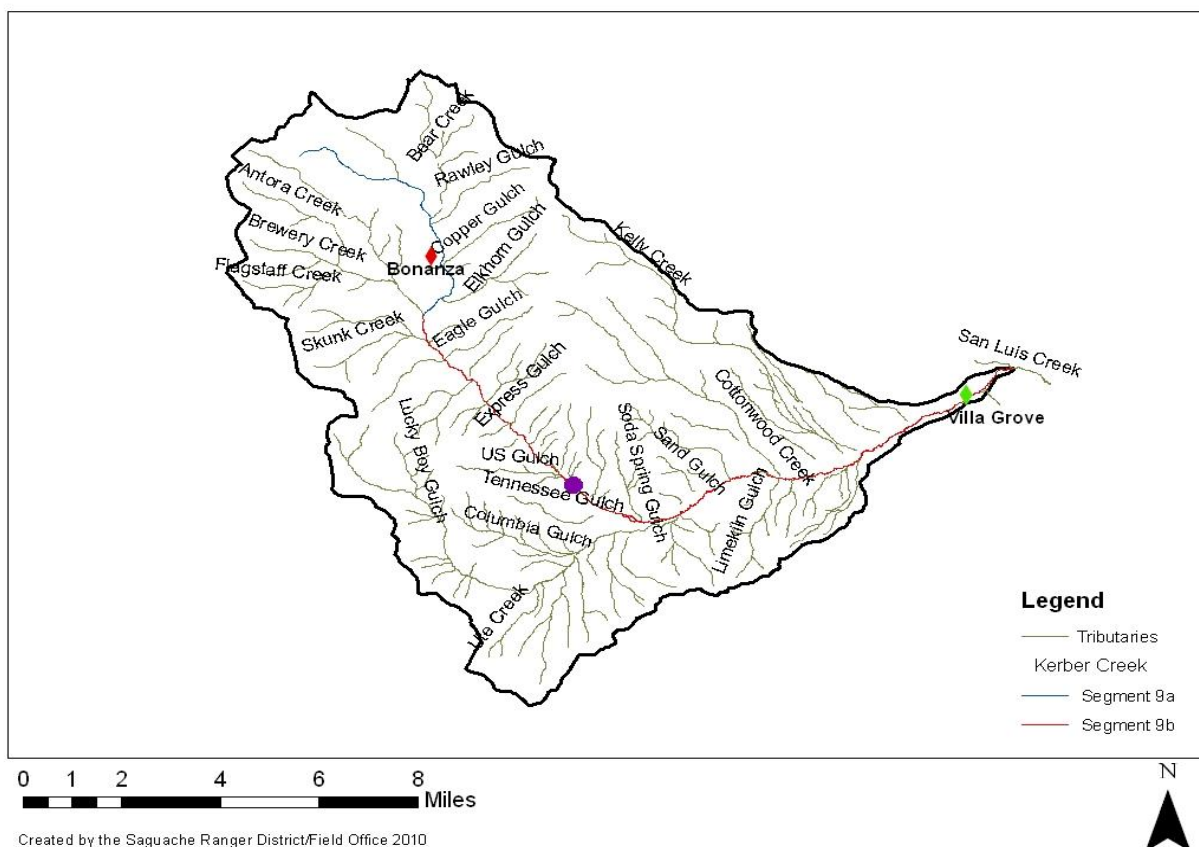 Bear Creek
Rawley Gulch
Antora Creek
Copper Gulch
Brewery Creek
Elkhorn Gulch
Kelly Creek
Bonanza
Flagstaff Creek
Skunk Creek
Eagle Gulch
San Luis Creek
Express Gulch
Cottonwood Creek
Villa Grove
Lucky Boy Gulch
Soda Spring Gulch
Sand Gulch
US Gulch
Tennessee Gulch
Limekiln Gulch
Columbia Gulch
Ute Creek
Legend
Tributaries
Kerber Creek
Segment 9a
Segment 9b
0 1 2 4 6 8
Miles
N
Created by the Saguache Ranger District/Field Office 2010